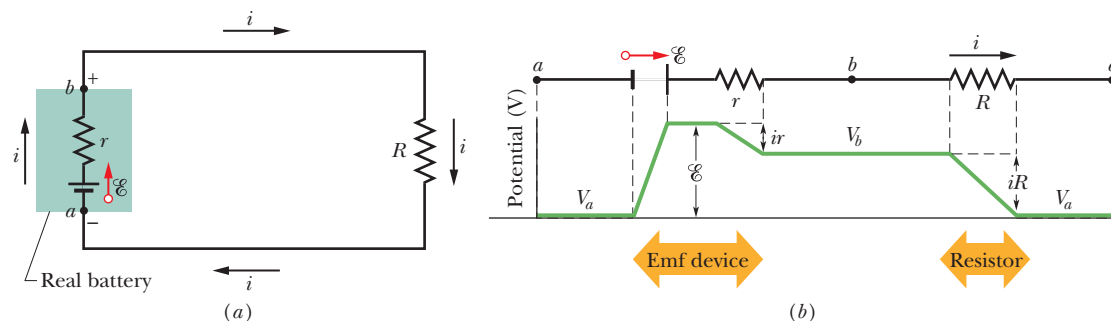 i
b
+
i
r
ℰ
R
i
a
−
Real battery
i
(a)
Potential (V)
a
ℰ
r
b
i
R
a
ir
V_b
ℰ
iR
V_a
V_a
Emf device
Resistor
(b)